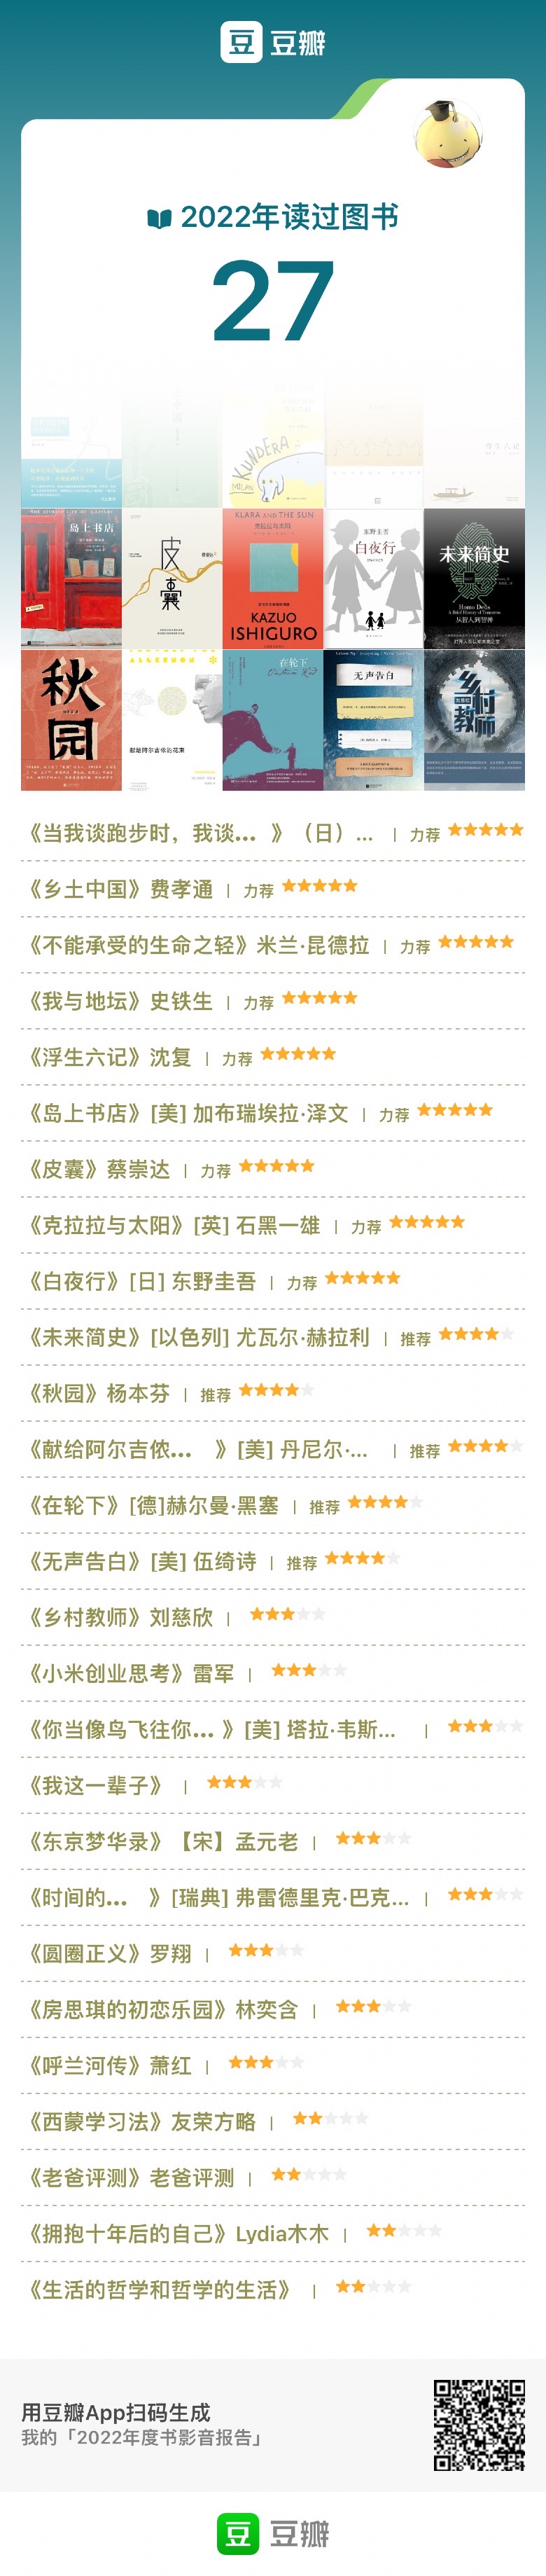 豆 豆瓣
2022年读过图书
27
KUNDERA
浮生六记
岛上书店
皮囊
KLARA AND THE SUN
克拉拉与太阳
KAZUO
ISHIGURO
东野圭吾
白夜行
未来简史
Homo Deus
A Brief History of Tomorrow
从智人到智神
秋园
献给阿尔吉侬的花束
在轮下
无声告白
乡村教师
《当我谈跑步时，我谈... 》（日）... | 力荐
《乡土中国》费孝通 | 力荐
《不能承受的生命之轻》米兰·昆德拉 | 力荐
《我与地坛》史铁生 | 力荐
《浮生六记》沈复 | 力荐
《岛上书店》[美] 加布瑞埃拉·泽文 | 力荐
《皮囊》蔡崇达 | 力荐
《克拉拉与太阳》[英] 石黑一雄 | 力荐
《白夜行》[日] 东野圭吾 | 力荐
《未来简史》[以色列] 尤瓦尔·赫拉利 | 推荐
《秋园》杨本芬 | 推荐
《献给阿尔吉侬... 》[美] 丹尼尔·... | 推荐
《在轮下》[德]赫尔曼·黑塞 | 推荐
《无声告白》[美] 伍绮诗 | 推荐
《乡村教师》刘慈欣 |
《小米创业思考》雷军 |
《你当像鸟飞往你... 》[美] 塔拉·韦斯... |
《我这一辈子》 |
《东京梦华录》【宋】孟元老 |
《时间的... 》[瑞典] 弗雷德里克·巴克... |
《圆圈正义》罗翔 |
《房思琪的初恋乐园》林奕含 |
《呼兰河传》萧红 |
《西蒙学习法》友荣方略 |
《老爸评测》老爸评测 |
《拥抱十年后的自己》Lydia木木 |
《生活的哲学和哲学的生活》 |
用豆瓣App扫码生成
我的「2022年度书影音报告」
豆 豆瓣